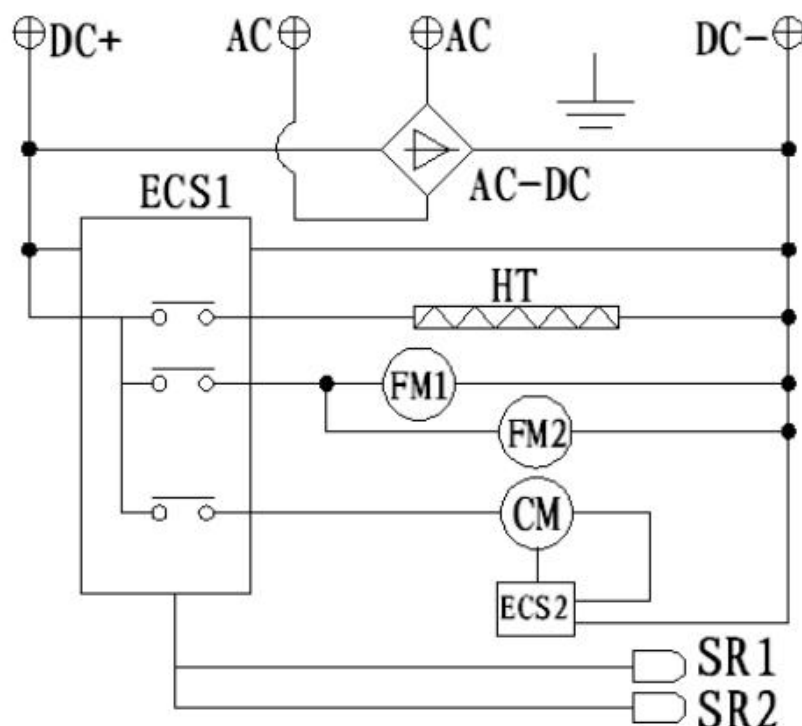 DC+ AC AC DC-
AC-DC
ECS1
HT
FM1
FM2
CM
ECS2
SR1
SR2